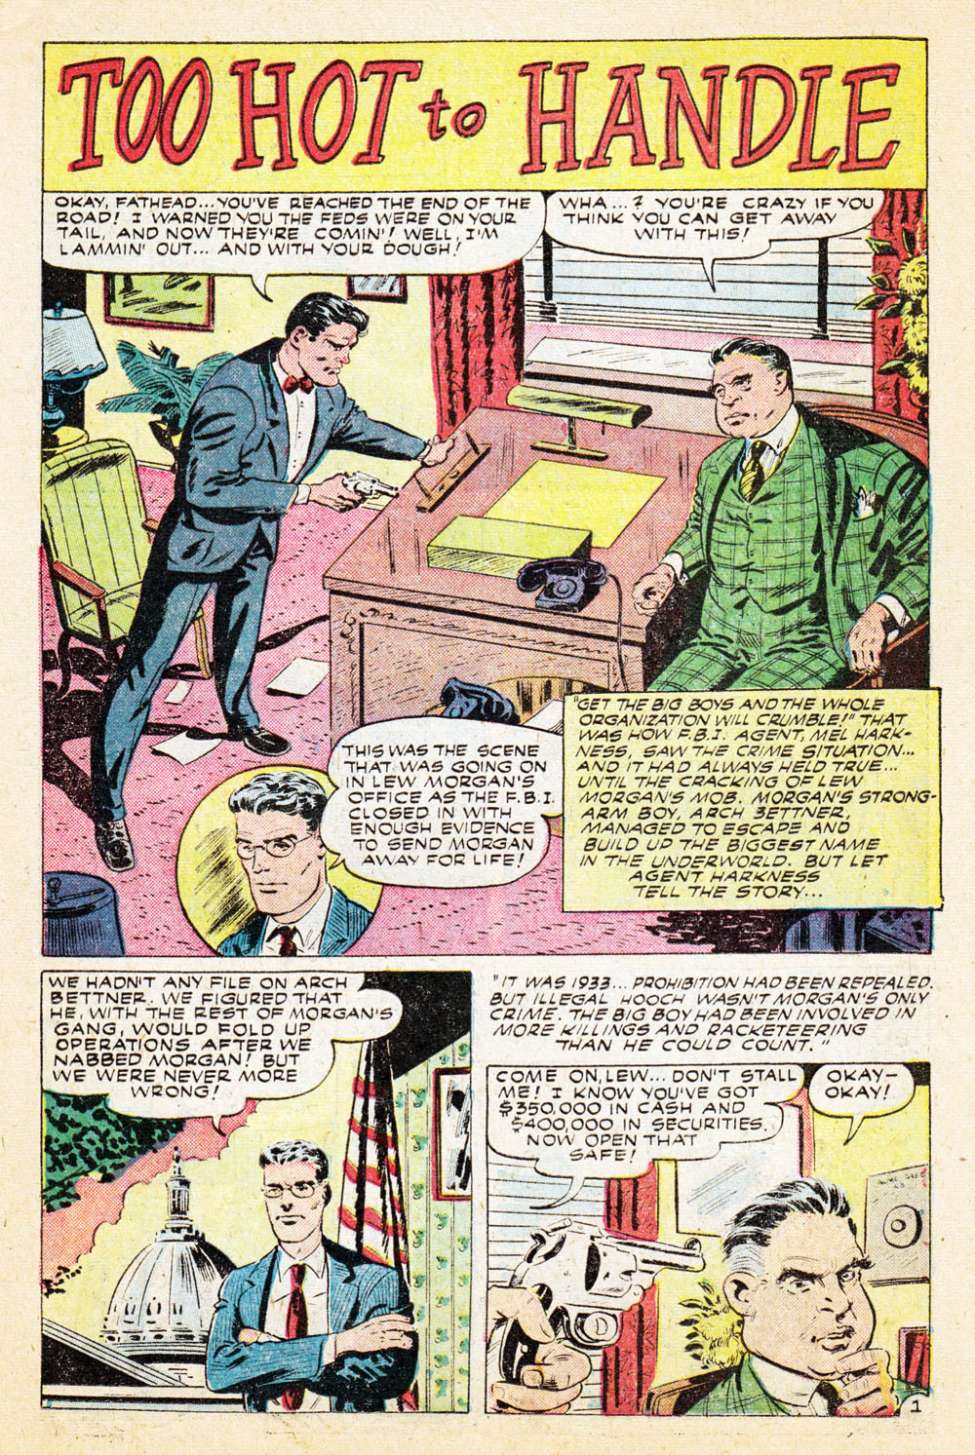 TOO HOT to HANDLE
OKAY, FATHEAD...YOU'VE REACHED THE END OF THE
ROAD! I WARNED YOU THE FEDS WERE ON YOUR
TAIL, AND NOW THEY'RE COMIN'! WELL, I'M
LAMMIN' OUT... AND WITH YOUR DOUGH!
WHA...? YOU'RE CRAZY IF YOU
THINK YOU CAN GET AWAY
WITH THIS!
THIS WAS THE SCENE
THAT WAS GOING ON
IN LEW MORGAN'S
OFFICE AS THE F.B.I.
CLOSED IN WITH
ENOUGH EVIDENCE
TO SEND MORGAN
AWAY FOR LIFE!
"GET THE BIG BOYS AND THE WHOLE
ORGANIZATION WILL CRUMBLE!" THAT
WAS HOW F.B.I. AGENT, MEL HARK-
NESS, SAW THE CRIME SITUATION...
AND IT HAD ALWAYS HELD TRUE...
UNTIL THE CRACKING OF LEW
MORGAN'S MOB. MORGAN'S STRONG-
ARM BOY, ARCH BETTNER,
MANAGED TO ESCAPE AND
BUILD UP THE BIGGEST NAME
IN THE UNDERWORLD. BUT LET
AGENT HARKNESS
TELL THE STORY...
WE HADN'T ANY FILE ON ARCH
BETTNER. WE FIGURED THAT
HE, WITH THE REST OF MORGAN'S
GANG, WOULD FOLD UP
OPERATIONS AFTER WE
NABBED MORGAN! BUT
WE WERE NEVER MORE
WRONG!
"IT WAS 1933... PROHIBITION HAD BEEN REPEALED.
BUT ILLEGAL HOOCH WASN'T MORGAN'S ONLY
CRIME. THE BIG BOY HAD BEEN INVOLVED IN
MORE KILLINGS AND RACKETEERING
THAN HE COULD COUNT."
COME ON, LEW... DON'T STALL
ME! I KNOW YOU'VE GOT
$350,000 IN CASH AND
$400,000 IN SECURITIES.
NOW OPEN THAT
SAFE!
OKAY-
OKAY!
1